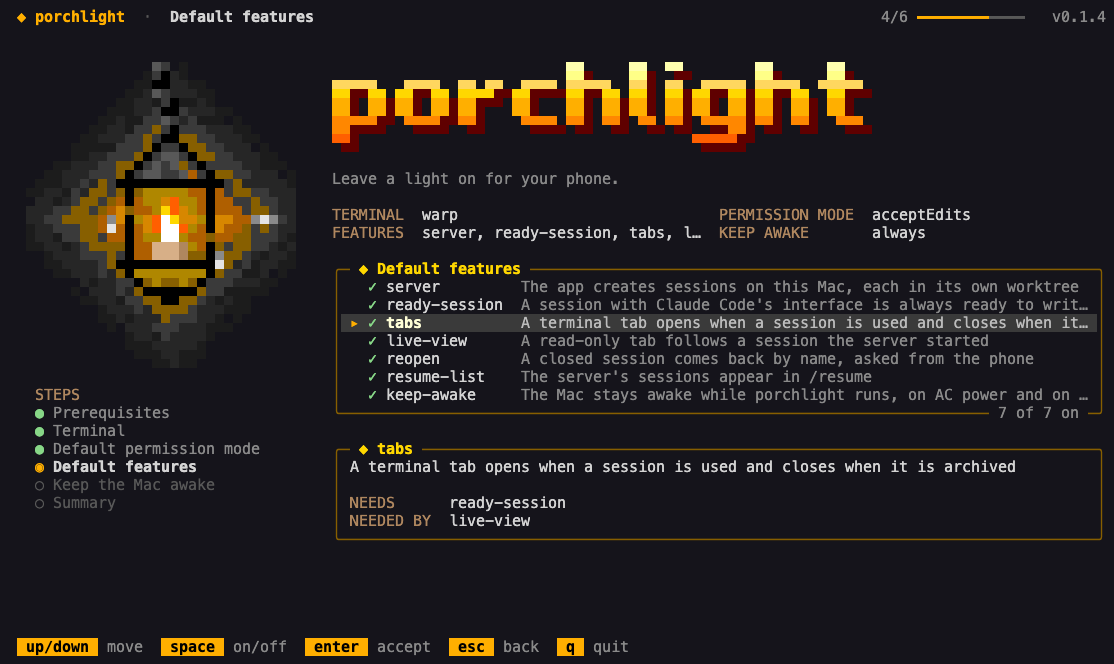 ◆ porchlight · Default features 4/6 v0.1.4
porchlight
Leave a light on for your phone.
TERMINAL warp PERMISSION MODE acceptEdits
FEATURES server, ready-session, tabs, l… KEEP AWAKE always
◆ Default features
✓ server The app creates sessions on this Mac, each in its own worktree
✓ ready-session A session with Claude Code's interface is always ready to writ…
▸ ✓ tabs A terminal tab opens when a session is used and closes when it…
✓ live-view A read-only tab follows a session the server started
✓ reopen A closed session comes back by name, asked from the phone
✓ resume-list The server's sessions appear in /resume
✓ keep-awake The Mac stays awake while porchlight runs, on AC power and on …
7 of 7 on
STEPS
● Prerequisites
● Terminal
● Default permission mode
◉ Default features
○ Keep the Mac awake
○ Summary
◆ tabs
A terminal tab opens when a session is used and closes when it is archived
NEEDS ready-session
NEEDED BY live-view
up/down move space on/off enter accept esc back q quit